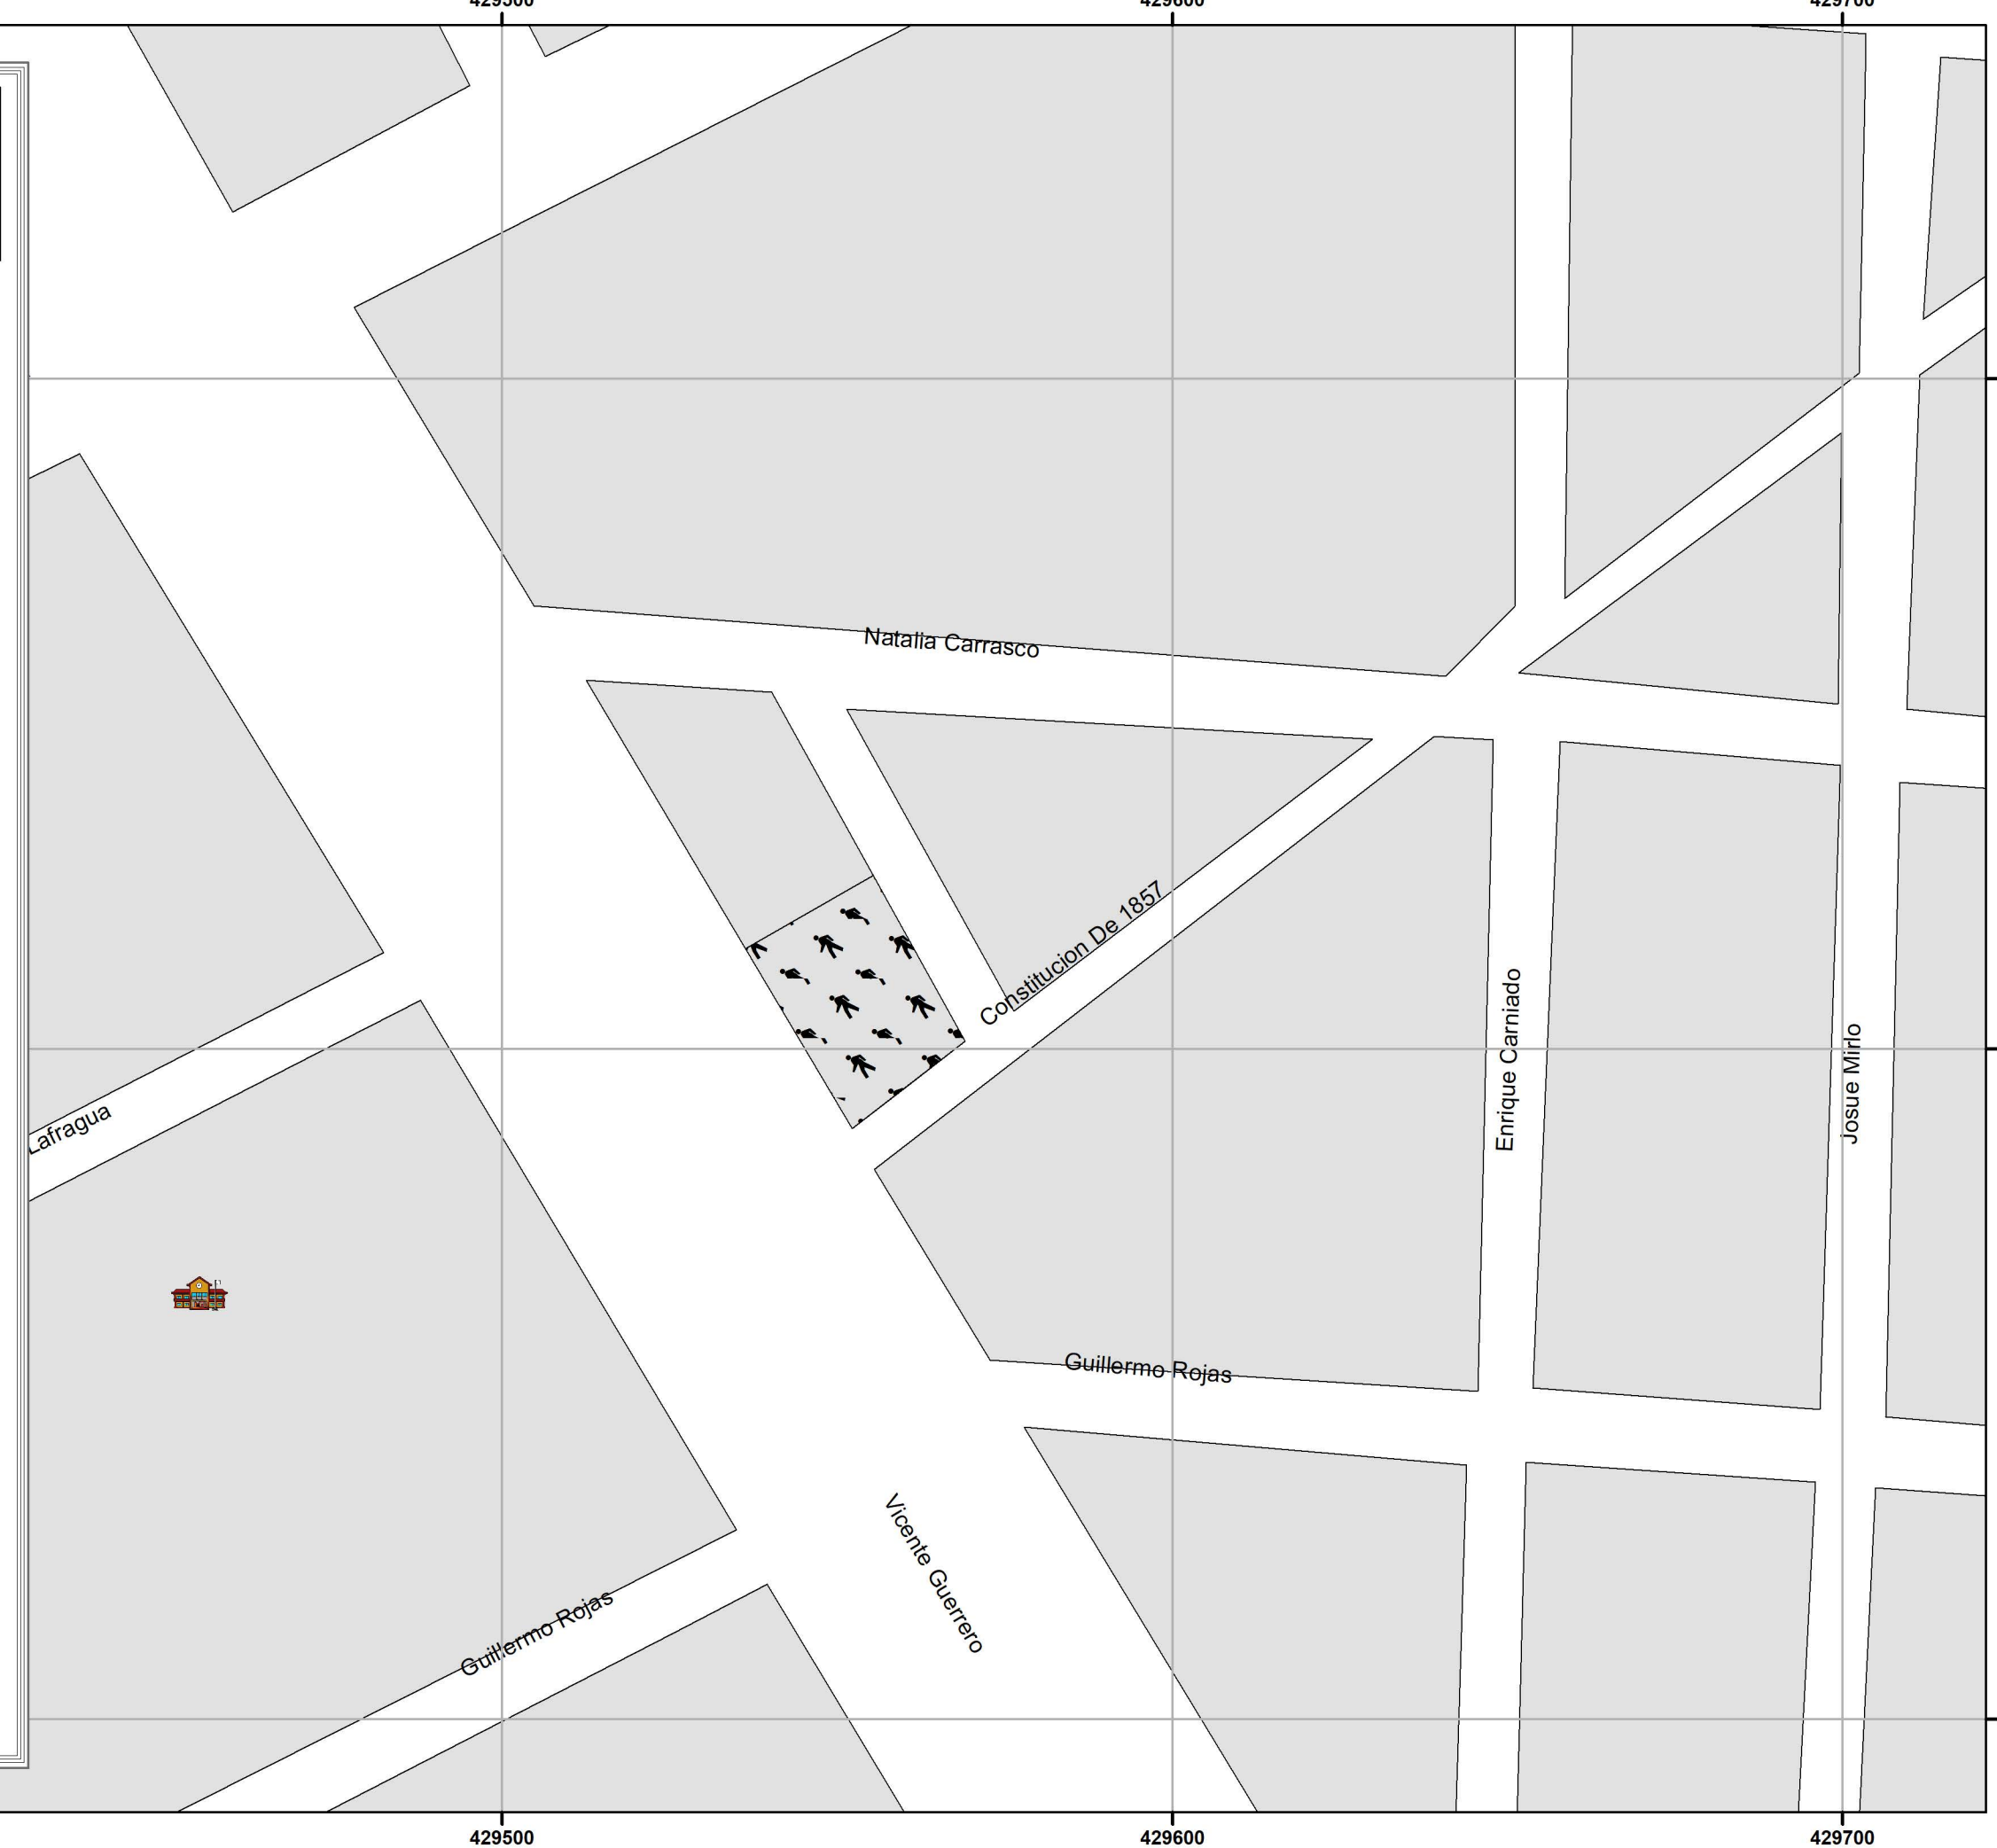 429500
429600
429700
Natalia Carrasco
Constitucion De 1857
Enrique Carniado
Josue Mirlo
Lafragua
Guillermo Rojas
Vicente Guerrero
Guillermo Rojas
429500
429600
429700